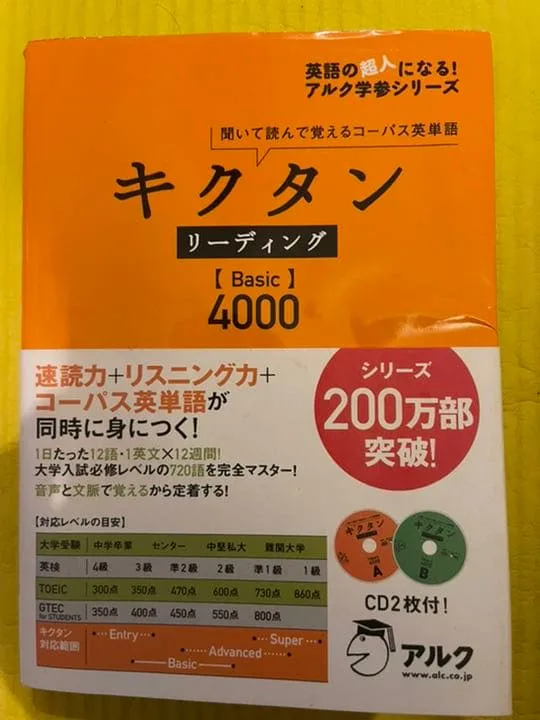 英語の超人になる!
アルク学参シリーズ
聞いて読んで覚えるコーパス英単語
キクタン
リーディング
【Basic】
4000
速読力+リスニング力+
コーパス英単語が
同時に身につく!
1日たった12語・1英文×12週間!
大学入試必修レベルの720語を完全マスター!
音声と文脈で覚えるから定着する!
シリーズ
200万部
突破!
【対応レベルの目安】
大学受験 中学卒業 センター 中堅私大 難関大学
英検 4級 3級 準2級 2級 準1級 1級
TOEIC 300点 350点 470点 600点 730点 860点
GTEC for STUDENTS 350点 400点 450点 550点 800点
キクタン対応範囲 Entry Super
Advanced
Basic
キクタン キクタン
A B
CD2枚付!
アルク
www.alc.co.jp